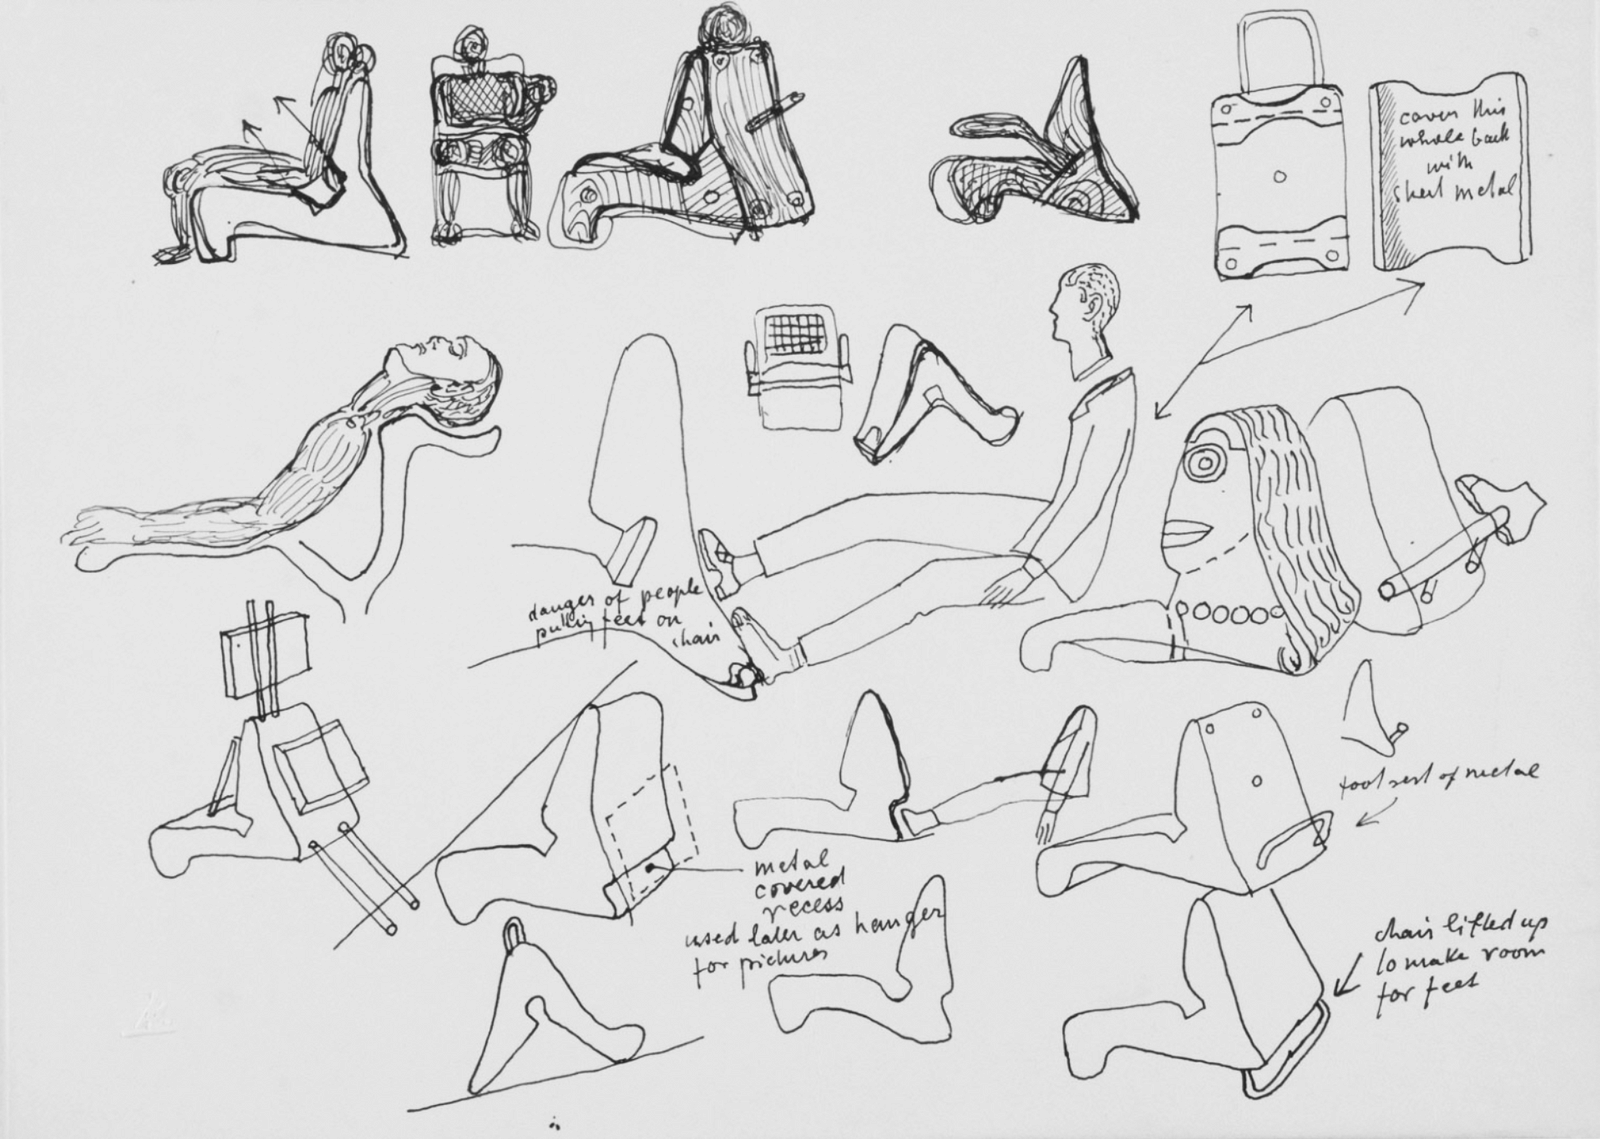 cover this
whole back
with
sheet metal
danger of people
putting feet on
chair
foot rest of metal
metal
covered
recess
used later as hanger
for pictures
chair lifted up
to make room
for feet